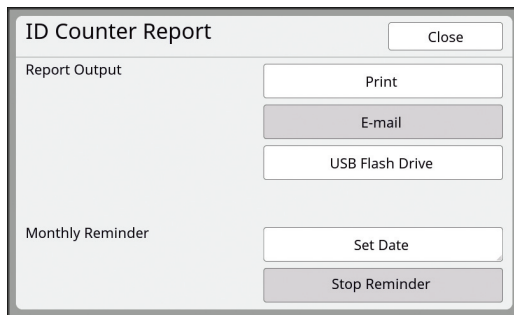 ID Counter Report
Close
Report Output
Print
E-mail
USB Flash Drive
Monthly Reminder
Set Date
Stop Reminder